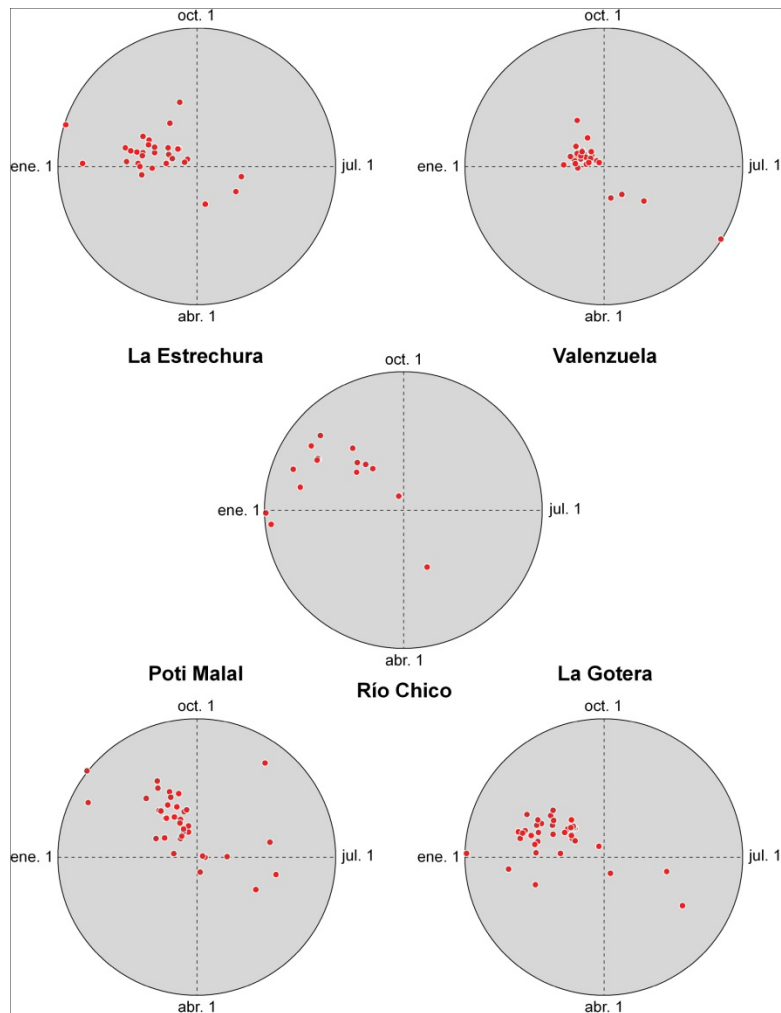 oct. 1
oct. 1
ene. 1
jul. 1
ene. 1
jul. 1
abr. 1
abr. 1
La Estrechura
Valenzuela
oct. 1
ene. 1
jul. 1
abr. 1
Poti Malal
La Gotera
Río Chico
oct. 1
oct. 1
ene. 1
jul. 1
ene. 1
jul. 1
abr. 1
abr. 1